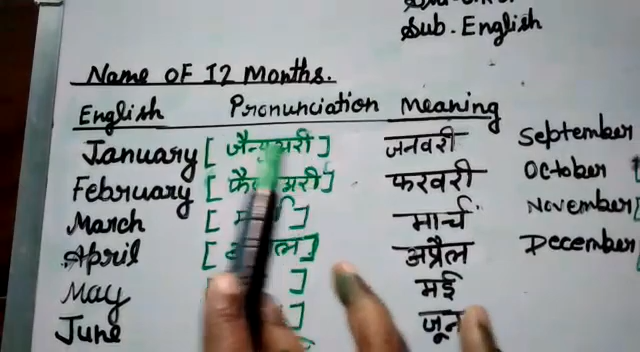 Sub. English
Name of 12 Months.
English Pronunciation Meaning
January [ जैन्युअरी ] जनवरी
February [ ] फरवरी
March [ ] मार्च
April [ ] अप्रैल
May [ ] मई
June ] जून
September
October [
November [
December [